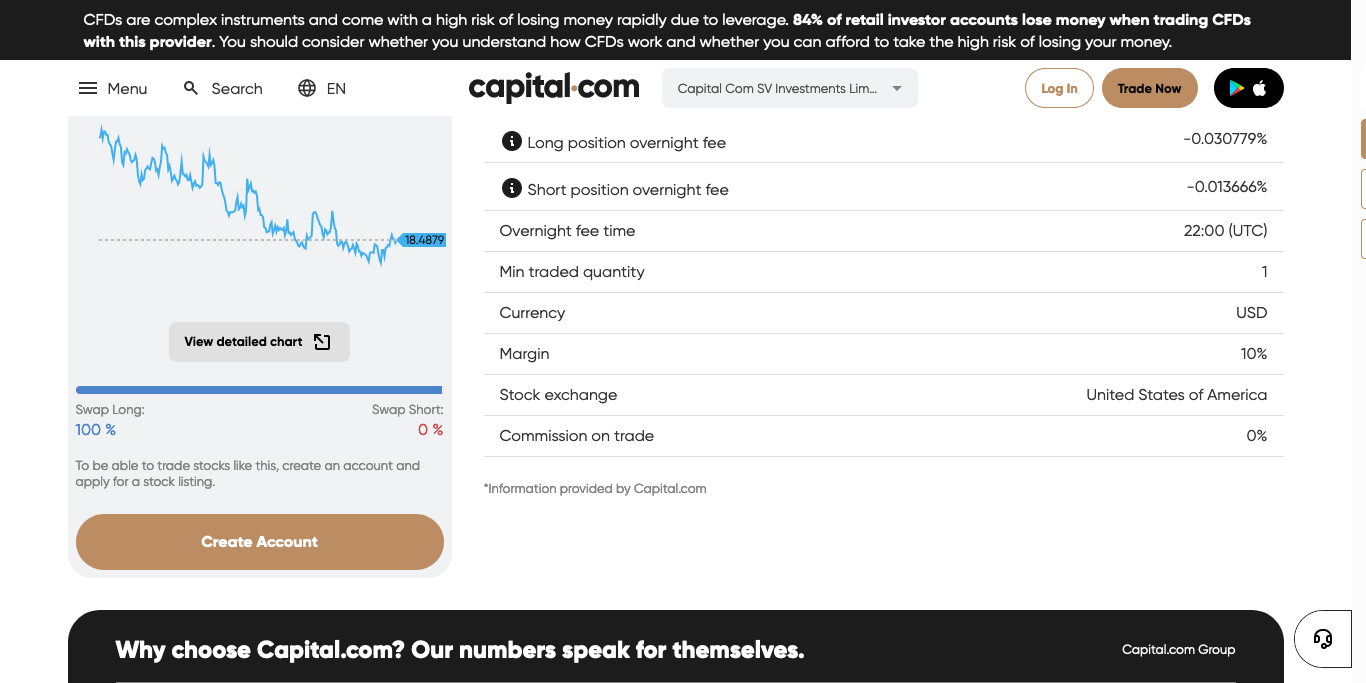 CFDs are complex instruments and come with a high risk of losing money rapidly due to leverage. 84% of retail investor accounts lose money when trading CFDs
with this provider. You should consider whether you understand how CFDs work and whether you can afford to take the high risk of losing your money.
Menu Search EN capital.com Capital Com SV Investments Lim... Log In Trade Now
18.4879
View detailed chart
Swap Long: Swap Short:
100 % 0 %
To be able to trade stocks like this, create an account and
apply for a stock listing.
Create Account
Long position overnight fee -0.030779%
Short position overnight fee -0.013666%
Overnight fee time 22:00 (UTC)
Min traded quantity 1
Currency USD
Margin 10%
Stock exchange United States of America
Commission on trade 0%
*Information provided by Capital.com
Why choose Capital.com? Our numbers speak for themselves. Capital.com Group